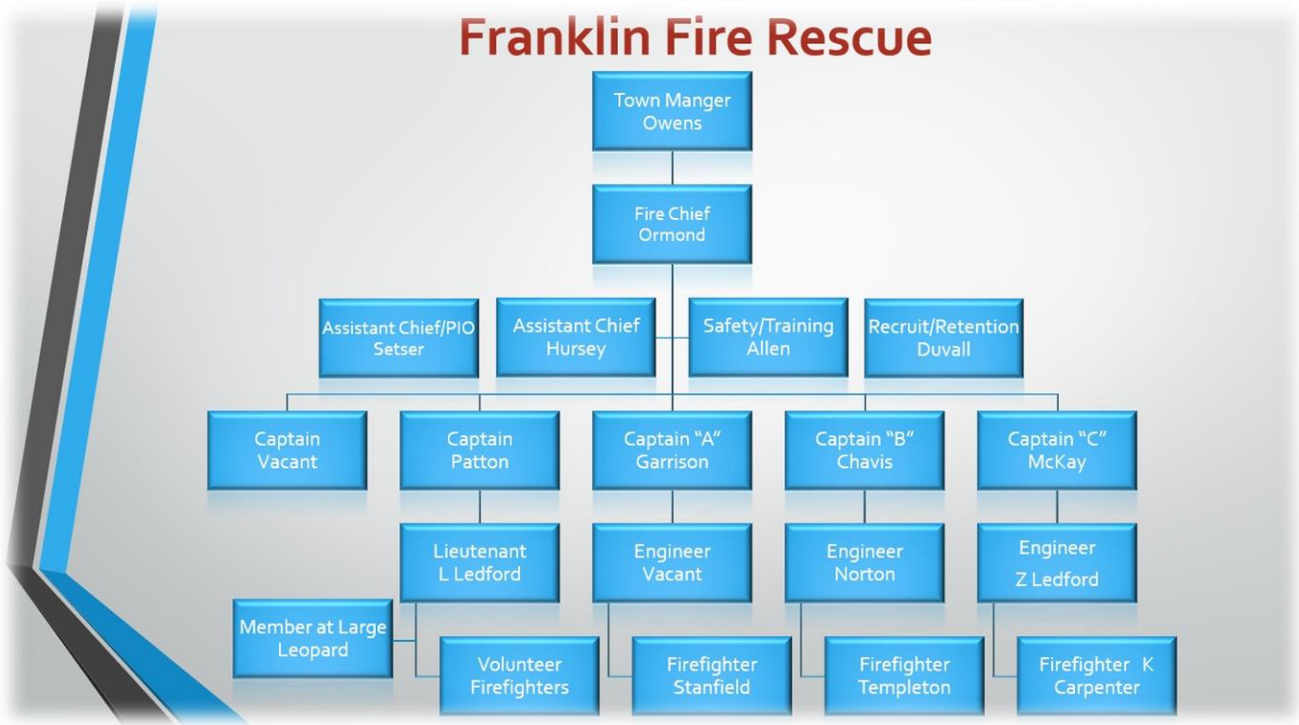 Franklin Fire Rescue
Town Manger
Owens
Fire Chief
Ormond
Assistant Chief/PIO
Setser
Assistant Chief
Hursey
Safety/Training
Allen
Recruit/Retention
Duvall
Captain
Vacant
Captain
Patton
Captain “A”
Garrison
Captain “B”
Chavis
Captain “C”
McKay
Lieutenant
L Ledford
Engineer
Vacant
Engineer
Norton
Engineer
Z Ledford
Member at Large
Leopard
Volunteer
Firefighters
Firefighter
Stanfield
Firefighter
Templeton
Firefighter K
Carpenter